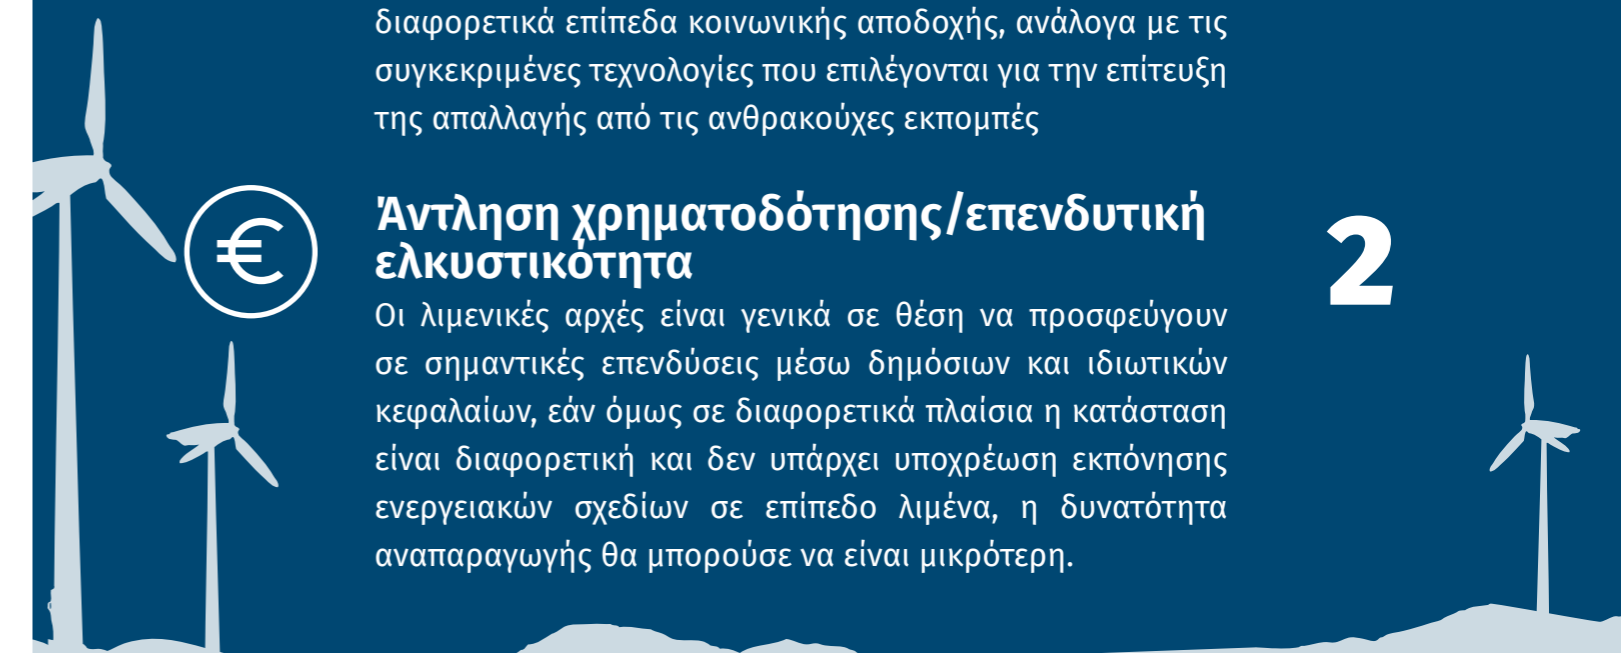 διαφορετικά επίπεδα κοινωνικής αποδοχής, ανάλογα με τις
συγκεκριμένες τεχνολογίες που επιλέγονται για την επίτευξη
της απαλλαγής από τις ανθρακούχες εκπομπές
Άντληση χρηματοδότησης/επενδυτική
ελκυστικότητα
2
€
Οι λιμενικές αρχές είναι γενικά σε θέση να προσφεύγουν
σε σημαντικές επενδύσεις μέσω δημόσιων και ιδιωτικών
κεφαλαίων, εάν όμως σε διαφορετικά πλαίσια η κατάσταση
είναι διαφορετική και δεν υπάρχει υποχρέωση εκπόνησης
ενεργειακών σχεδίων σε επίπεδο λιμένα, η δυνατότητα
αναπαραγωγής θα μπορούσε να είναι μικρότερη.